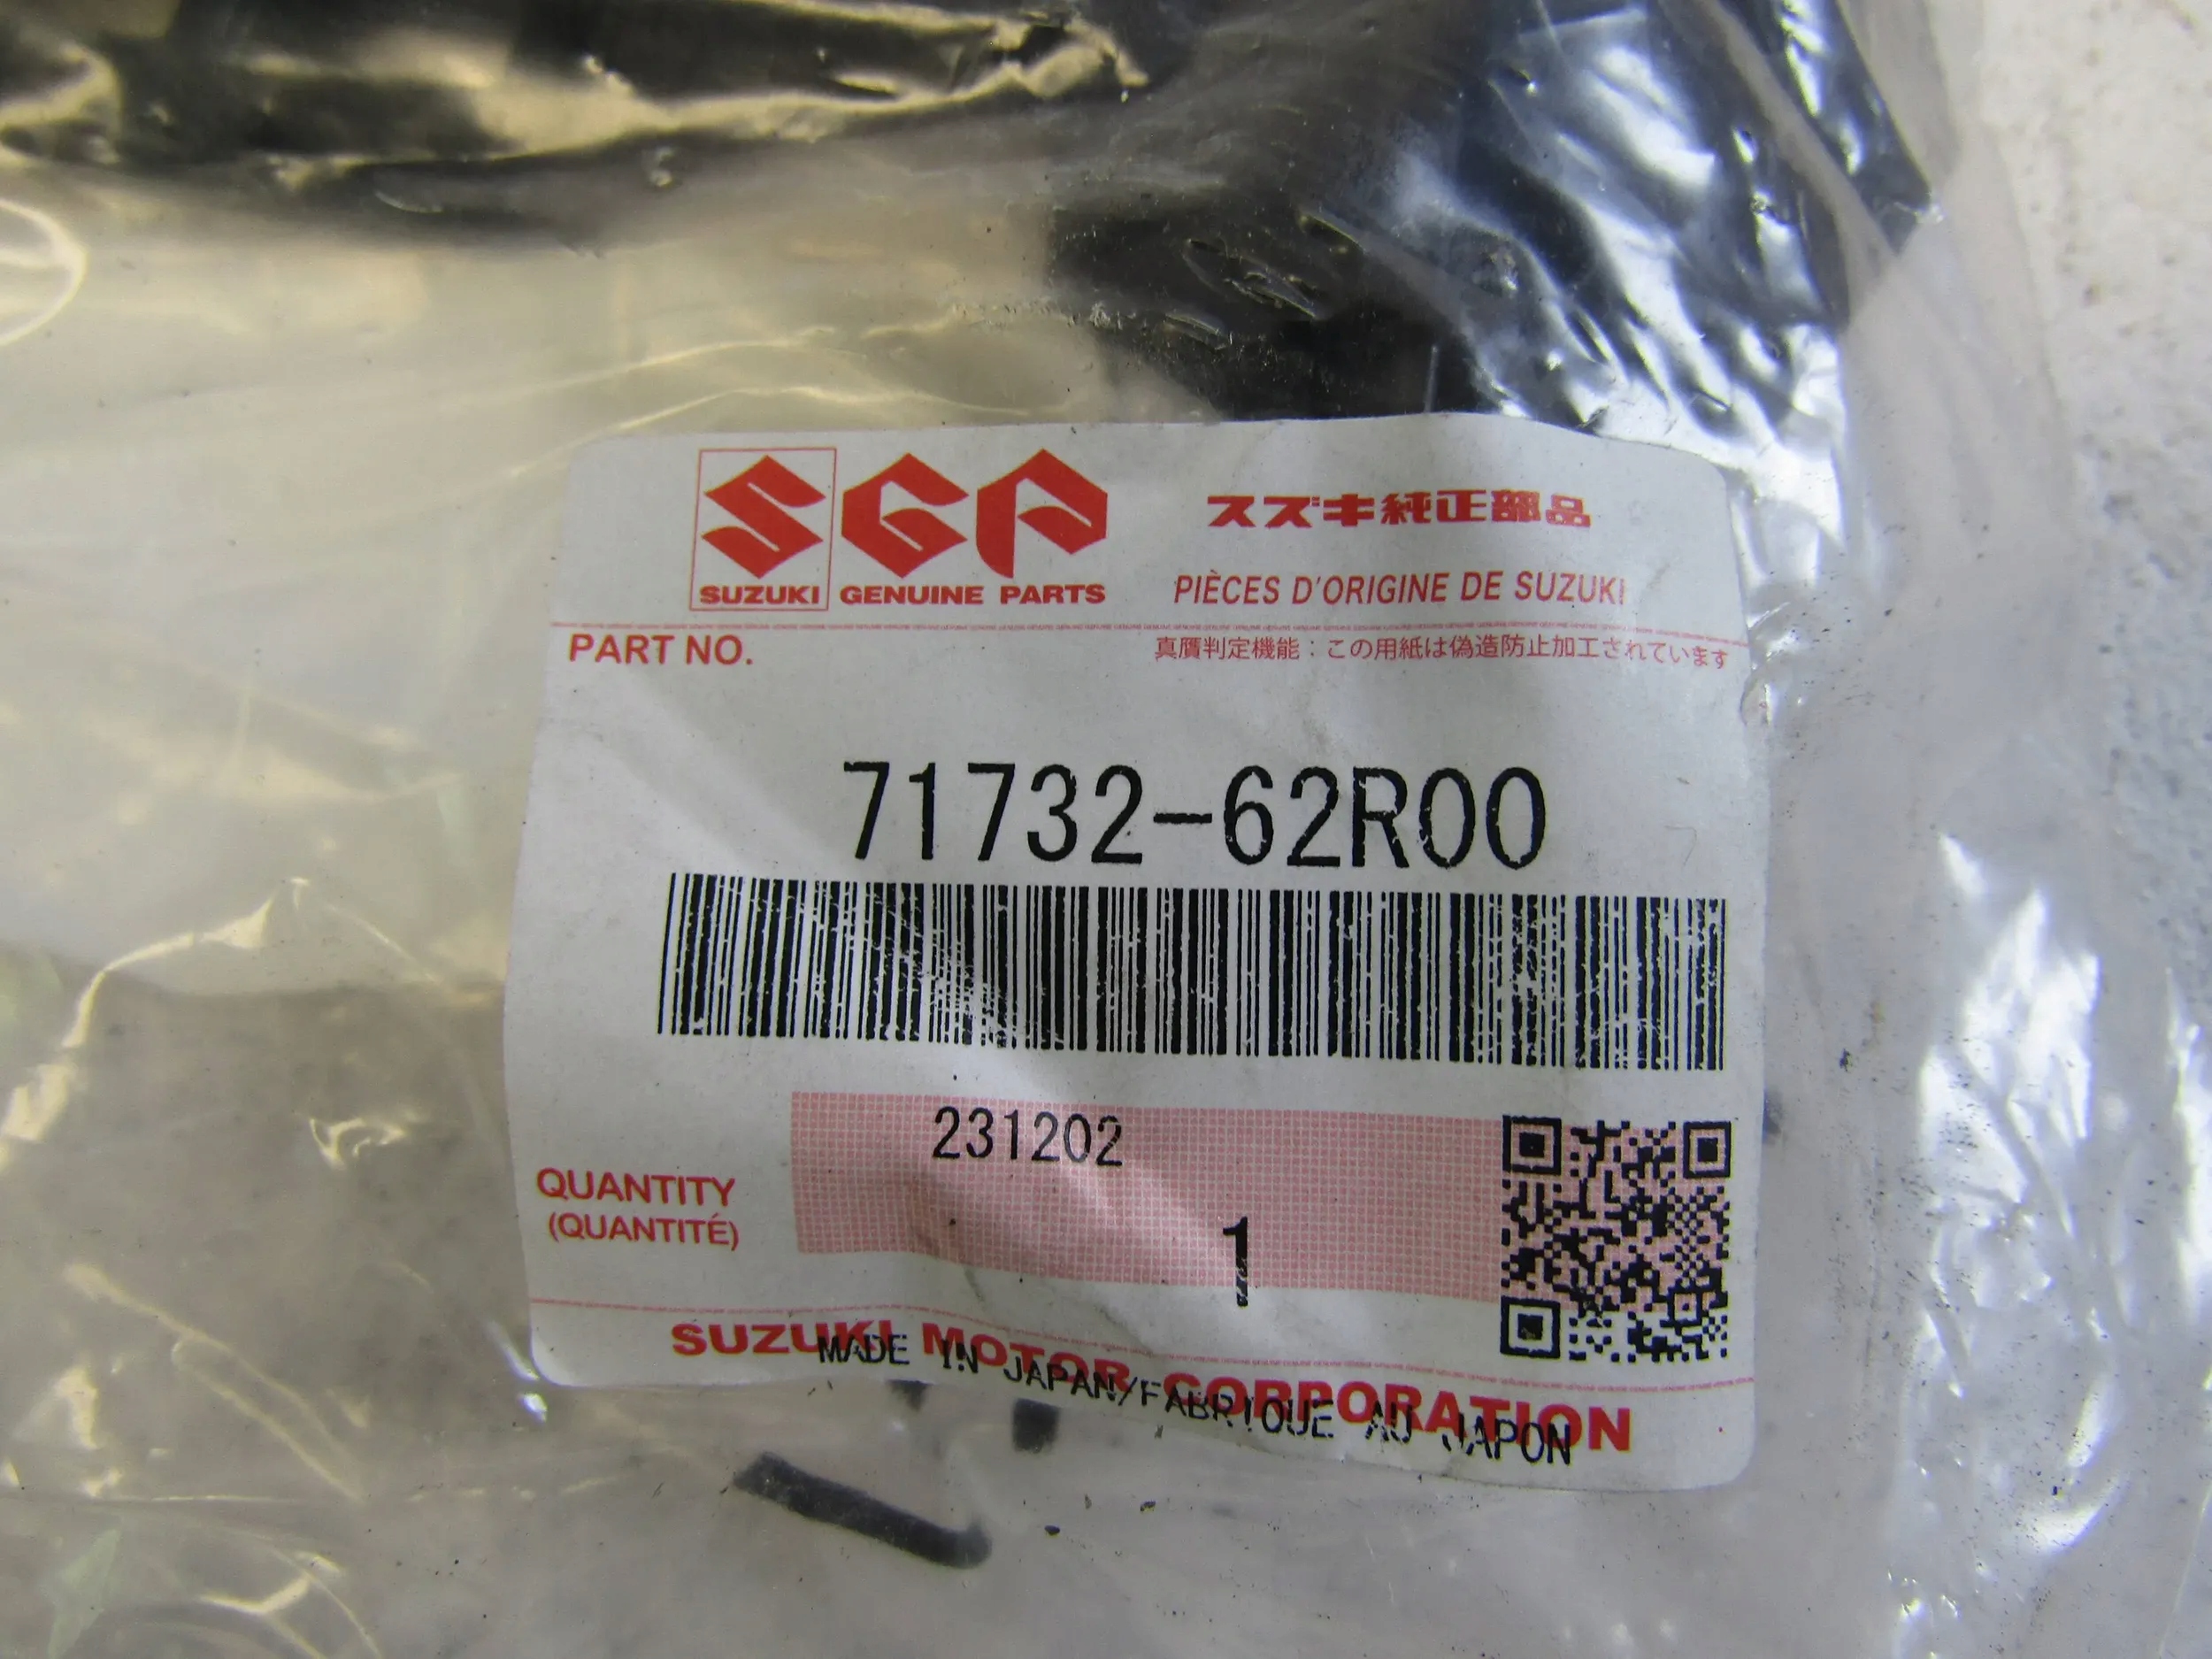 SGP
スズキ純正部品
SUZUKI GENUINE PARTS
PIÈCES D'ORIGINE DE SUZUKI
PART NO.
真贋判定機能：この用紙は偽造防止加工されています
71732-62R00
231202
QUANTITY
(QUANTITÉ)
1
SUZUKI MOTOR CORPORATION
MADE IN JAPAN/FABRIQUE AU JAPON